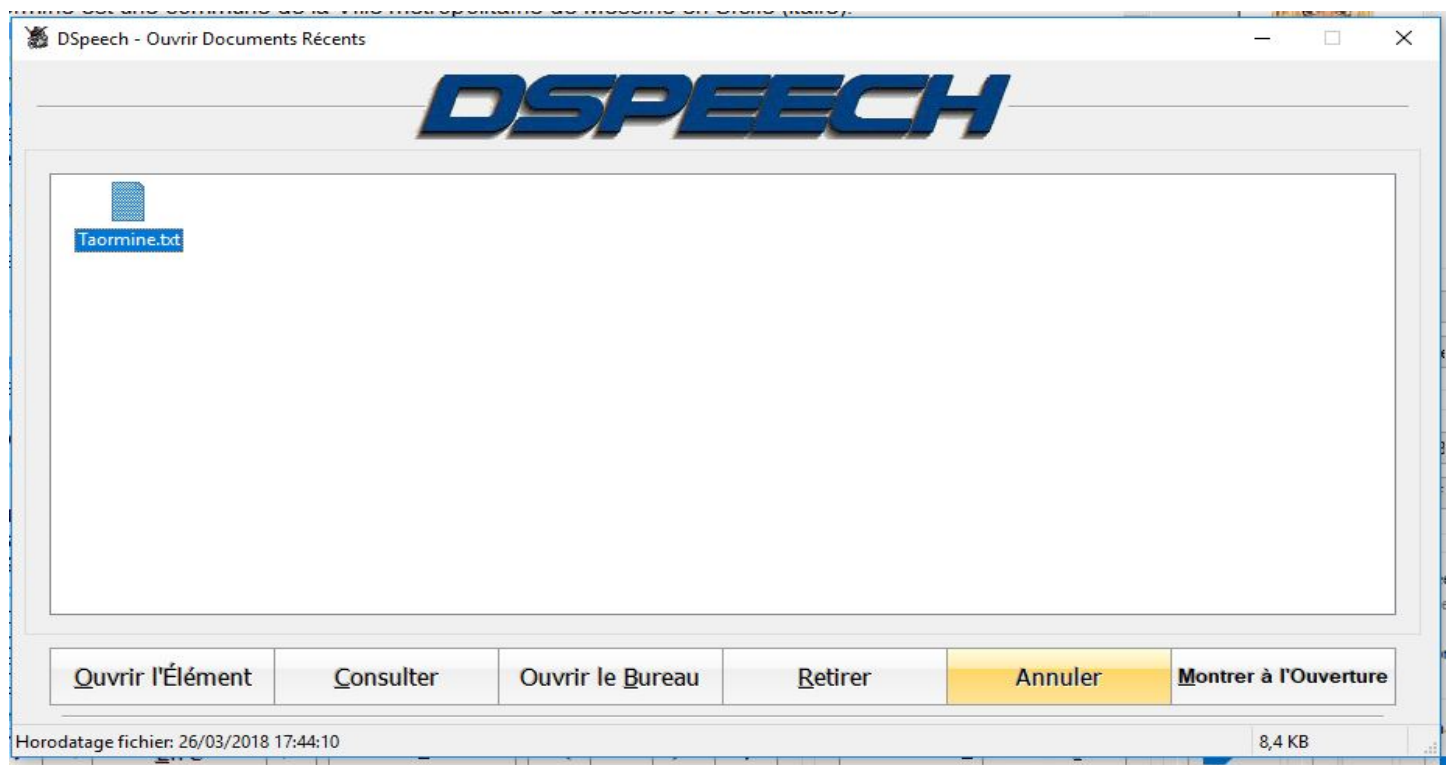 DSpeech - Ouvrir Documents Récents
DSPEECH
Taormine.txt
Ouvrir l'Élément
Consulter
Ouvrir le Bureau
Retirer
Annuler
Montrer à l'Ouverture
Horodatage fichier: 26/03/2018 17:44:10
8,4 KB